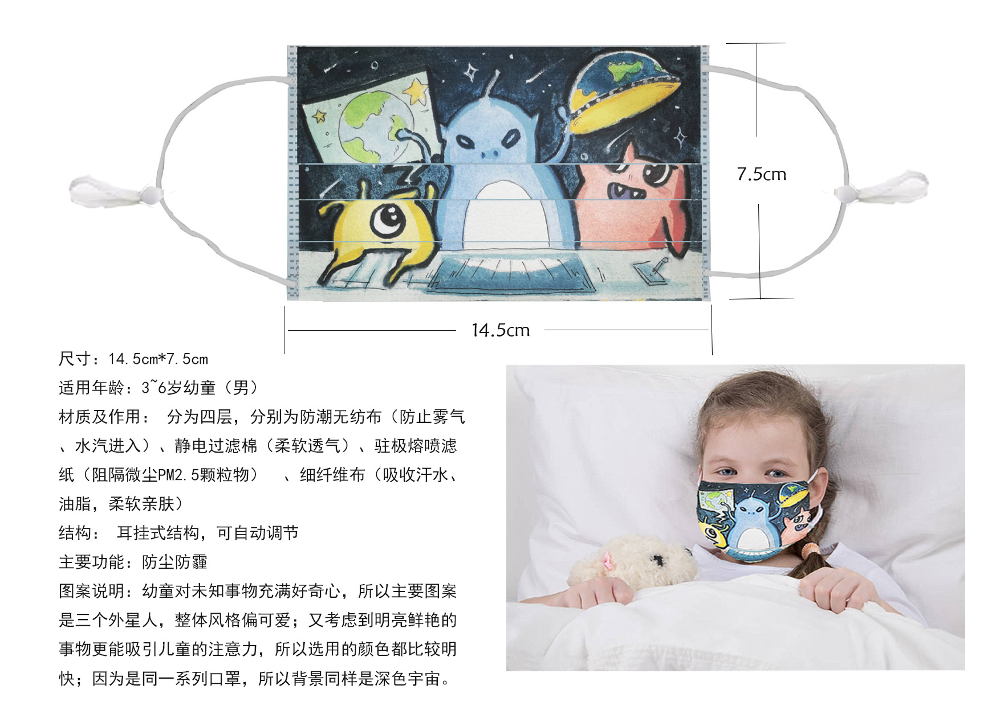 7.5cm
14.5cm
尺寸：14.5cm*7.5cm
适用年龄：3~6岁幼童（男）
材质及作用： 分为四层，分别为防潮无纺布（防止雾气
、水汽进入）、静电过滤棉（柔软透气）、驻极熔喷滤
纸（阻隔微尘PM2.5颗粒物） 、细纤维布（吸收汗水、
油脂，柔软亲肤）
结构： 耳挂式结构，可自动调节
主要功能：防尘防霾
图案说明：幼童对未知事物充满好奇心，所以主要图案
是三个外星人，整体风格偏可爱；又考虑到明亮鲜艳的
事物更能吸引儿童的注意力，所以选用的颜色都比较明
快；因为是同一系列口罩，所以背景同样是深色宇宙。